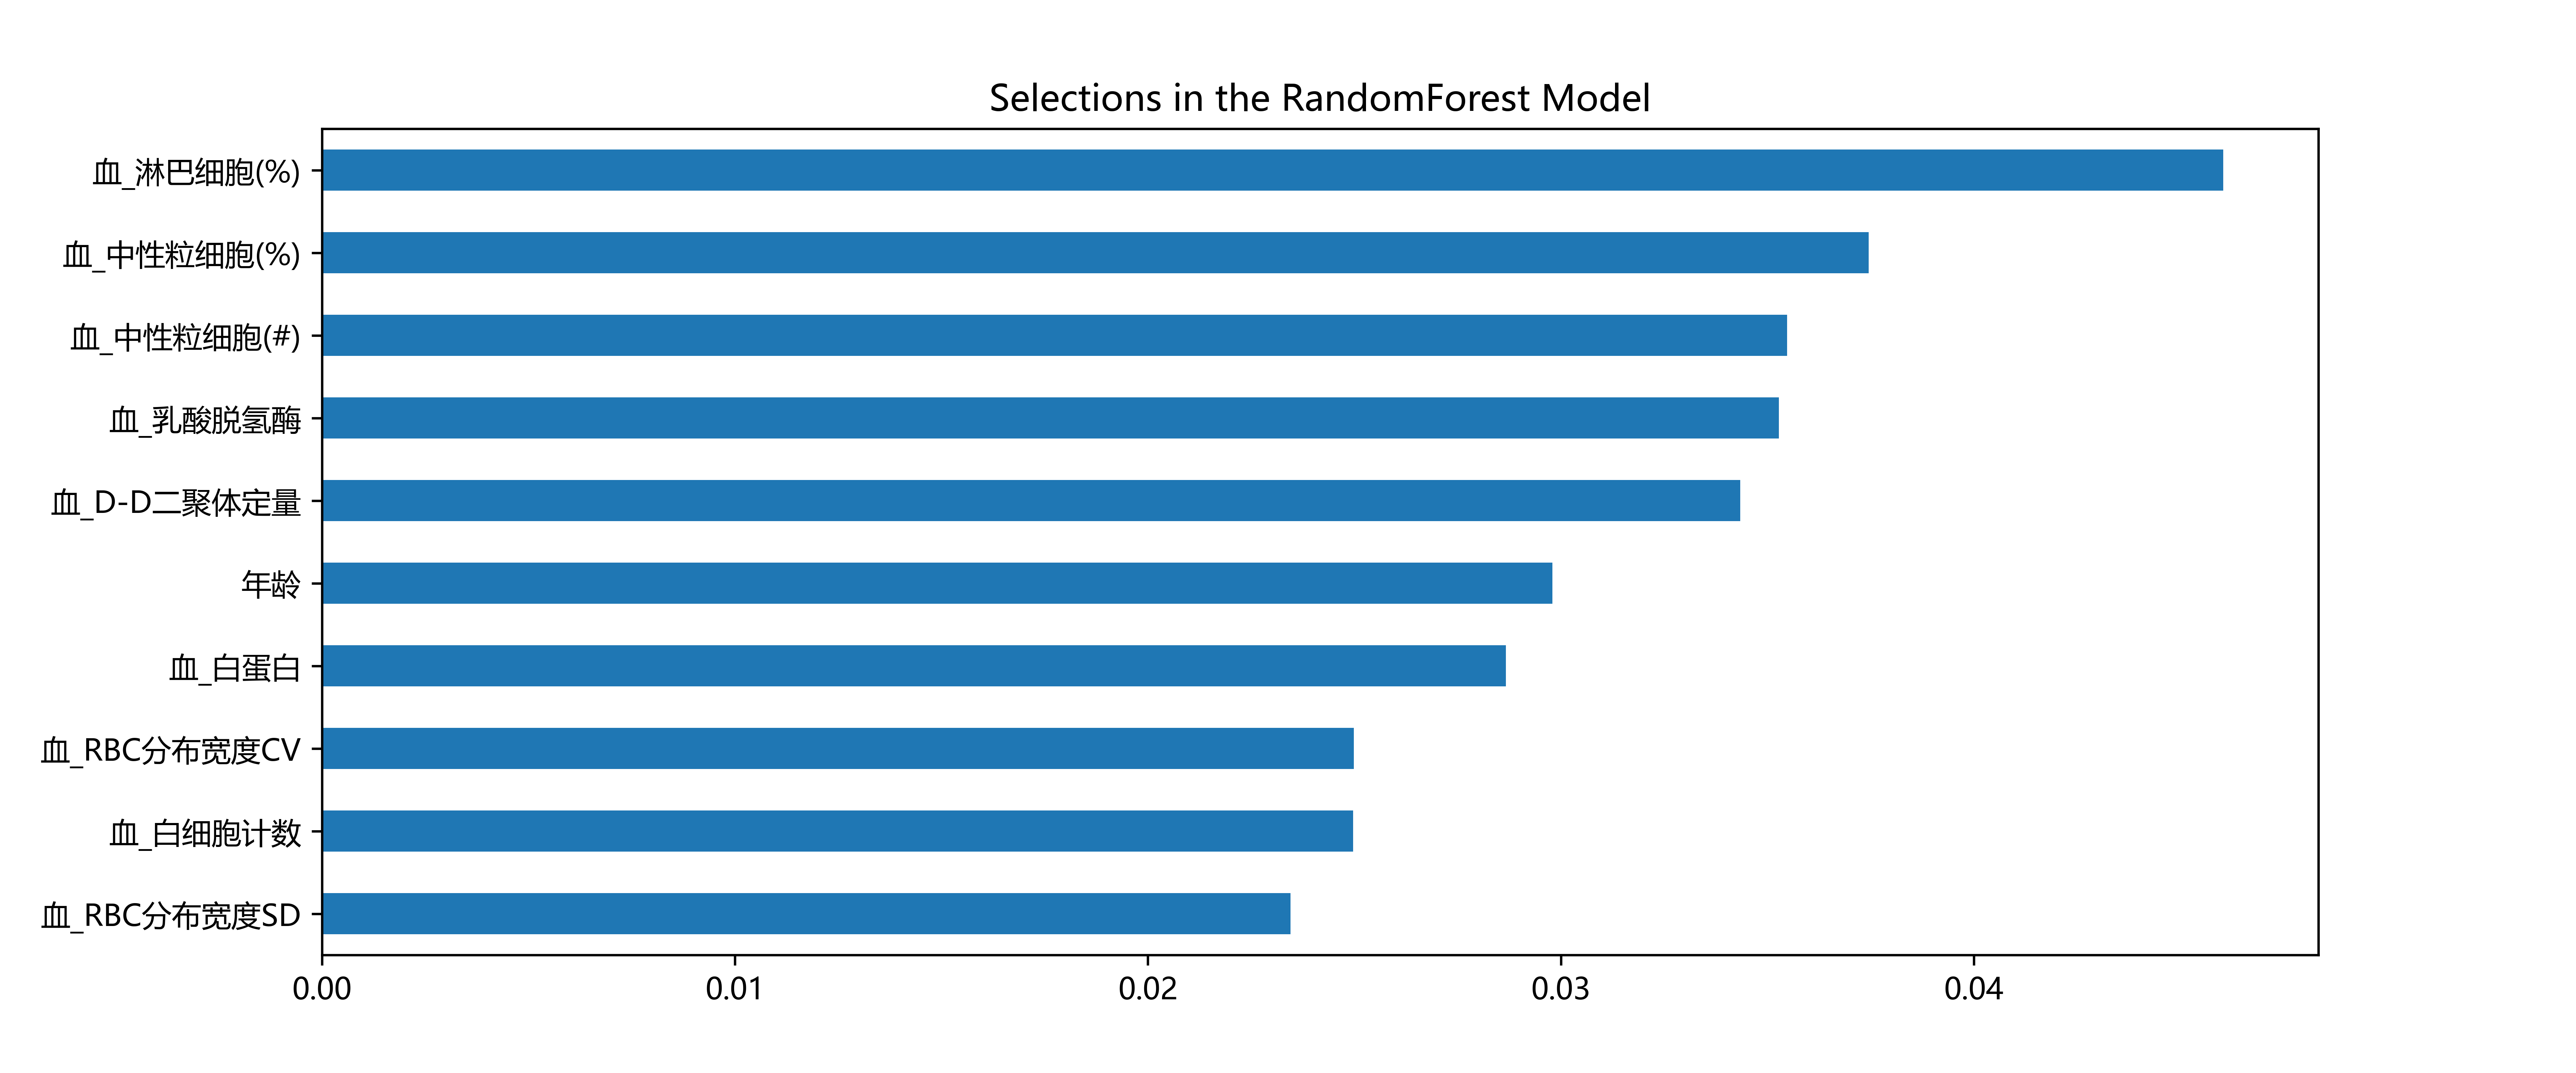 Selections in the RandomForest Model
血_淋巴细胞(%)
血_中性粒细胞(%)
血_中性粒细胞(#)
血_乳酸脱氢酶
血_D-D二聚体定量
年龄
血_白蛋白
血_RBC分布宽度CV
血_白细胞计数
血_RBC分布宽度SD
0.00 0.01 0.02 0.03 0.04